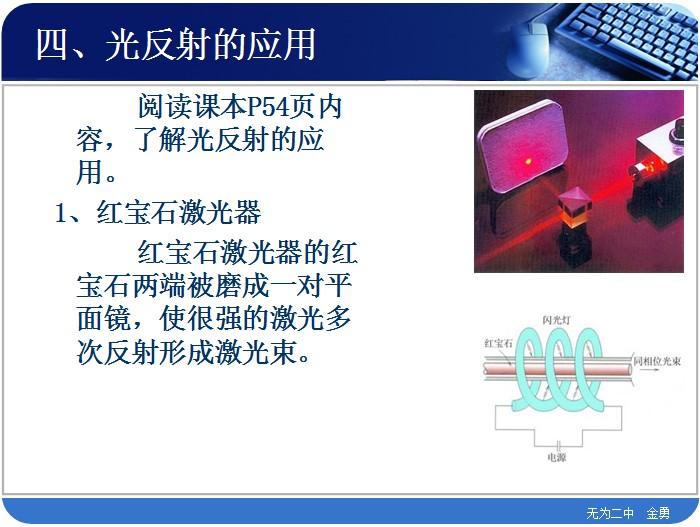 四、光反射的应用
阅读课本P54页内
容，了解光反射的应
用。
1、红宝石激光器
红宝石激光器的红
宝石两端被磨成一对平
面镜，使很强的激光多
次反射形成激光束。
闪光灯
红宝石
同相位光束
电源
无为二中 金勇